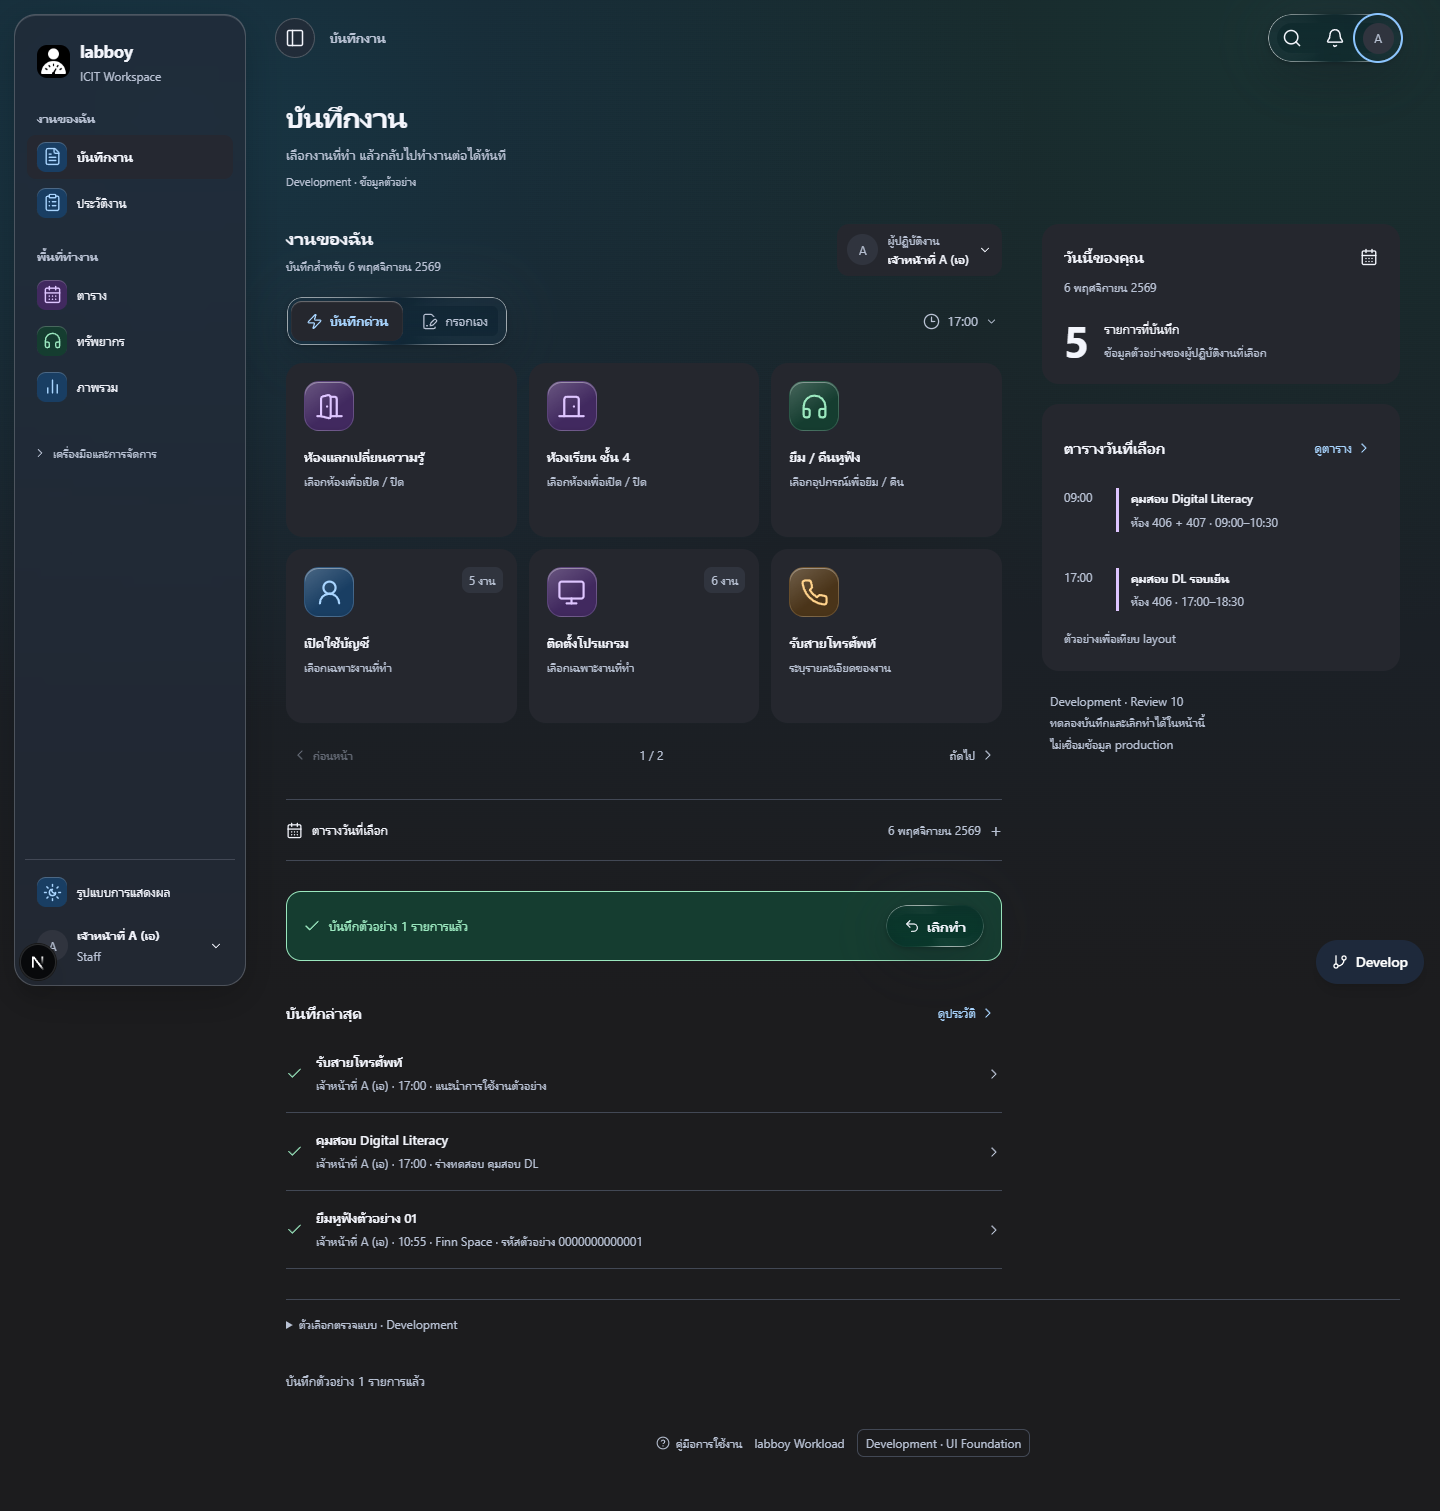 labboy
ICIT Workspace
งานของฉัน
บันทึกงาน
ประวัติงาน
พื้นที่ทำงาน
ตาราง
ทรัพยากร
ภาพรวม
เครื่องมือและการจัดการ
รูปแบบการแสดงผล
A
เจ้าหน้าที่ A (เอ)
Staff
N
บันทึกงาน
A
บันทึกงาน
เลือกงานที่ทำ แล้วกลับไปทำงานต่อได้ทันที
Development · ข้อมูลตัวอย่าง
งานของฉัน
บันทึกสำหรับ 6 พฤศจิกายน 2569
A
ผู้ปฏิบัติงาน
เจ้าหน้าที่ A (เอ)
บันทึกด่วน
กรอกเอง
17:00
ห้องแลกเปลี่ยนความรู้
เลือกห้องเพื่อเปิด / ปิด
ห้องเรียน ชั้น 4
เลือกห้องเพื่อเปิด / ปิด
ยืม / คืนหูฟัง
เลือกอุปกรณ์เพื่อยืม / คืน
5 งาน
เปิดใช้บัญชี
เลือกเฉพาะงานที่ทำ
6 งาน
ติดตั้งโปรแกรม
เลือกเฉพาะงานที่ทำ
รับสายโทรศัพท์
ระบุรายละเอียดของงาน
ก่อนหน้า
1 / 2
ถัดไป
ตารางวันที่เลือก
6 พฤศจิกายน 2569
บันทึกตัวอย่าง 1 รายการแล้ว
เลิกทำ
บันทึกล่าสุด
ดูประวัติ
รับสายโทรศัพท์
เจ้าหน้าที่ A (เอ) · 17:00 · แนะนำการใช้งานตัวอย่าง
คุมสอบ Digital Literacy
เจ้าหน้าที่ A (เอ) · 17:00 · ร่างทดสอบ คุมสอบ DL
ยืมหูฟังตัวอย่าง 01
เจ้าหน้าที่ A (เอ) · 10:55 · Finn Space · รหัสตัวอย่าง 0000000000001
วันนี้ของคุณ
6 พฤศจิกายน 2569
5
รายการที่บันทึก
ข้อมูลตัวอย่างของผู้ปฏิบัติงานที่เลือก
ตารางวันที่เลือก
ดูตาราง
09:00
คุมสอบ Digital Literacy
ห้อง 406 + 407 · 09:00–10:30
17:00
คุมสอบ DL รอบเย็น
ห้อง 406 · 17:00–18:30
ตัวอย่างเพื่อเทียบ layout
Development · Review 10
ทดลองบันทึกและเลิกทำได้ในหน้านี้
ไม่เชื่อมข้อมูล production
Develop
ตัวเลือกตรวจแบบ · Development
บันทึกตัวอย่าง 1 รายการแล้ว
คู่มือการใช้งาน
labboy Workload
Development · UI Foundation